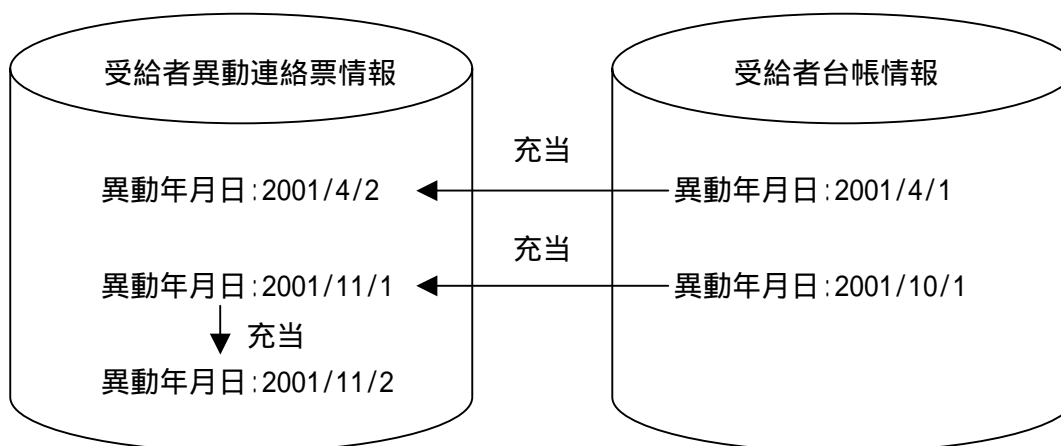 受給者異動連絡票情報
受給者台帳情報
充当
異動年月日:2001/4/2
異動年月日:2001/4/1
充当
異動年月日:2001/11/1
異動年月日:2001/10/1
充当
異動年月日:2001/11/2